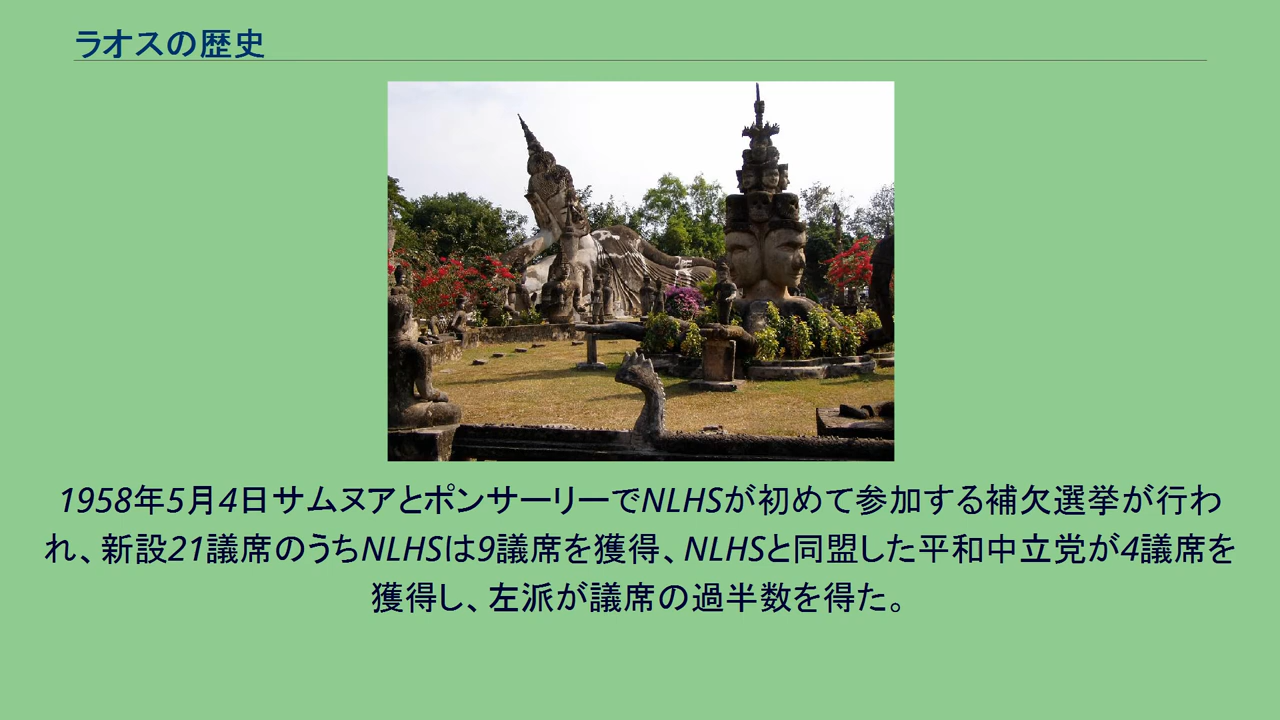 ラオスの歴史
1958年5月4日サムヌアとポンサーリーでNLHSが初めて参加する補欠選挙が行わ
れ、新設21議席のうちNLHSは9議席を獲得、NLHSと同盟した平和中立党が4議席を
獲得し、左派が議席の過半数を得た。